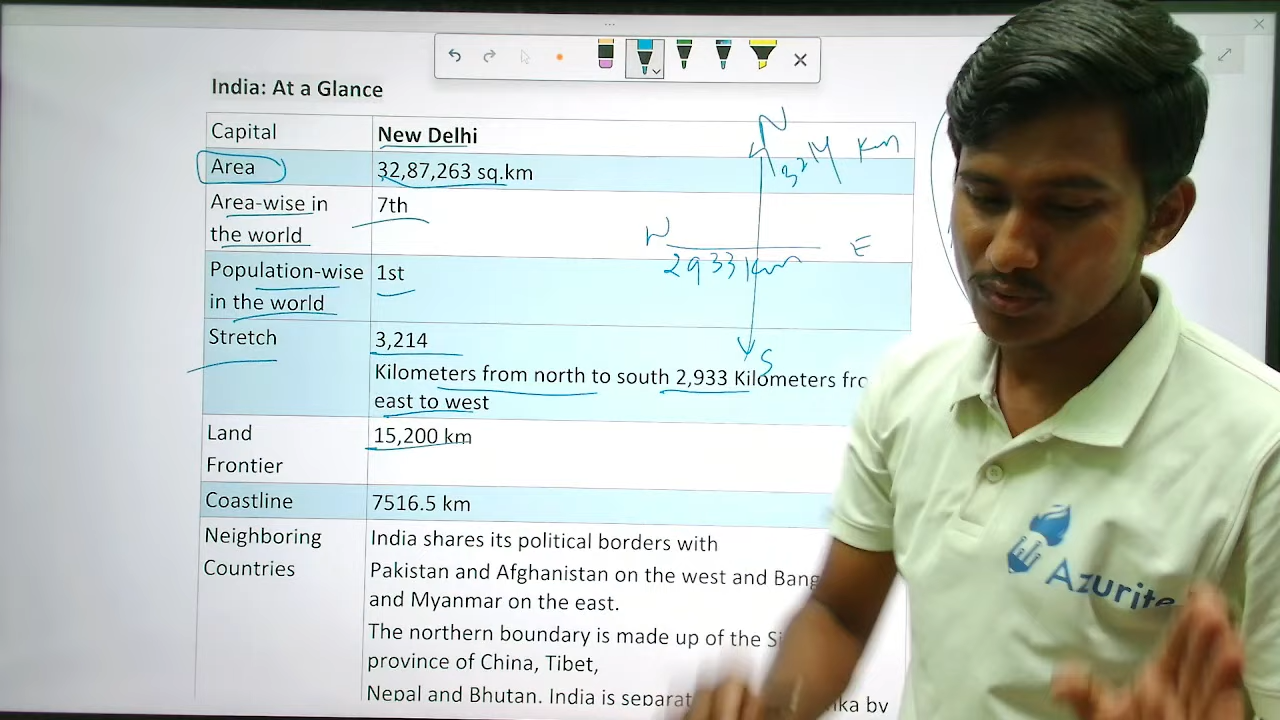 India: At a Glance
Capital New Delhi
Area 32,87,263 sq.km
Area-wise in the world 7th
Population-wise in the world 1st
Stretch 3,214
Kilometers from north to south 2,933 Kilometers frc
east to west
Land Frontier 15,200 km
Coastline 7516.5 km
Neighboring Countries India shares its political borders with
Pakistan and Afghanistan on the west and Bang
and Myanmar on the east.
The northern boundary is made up of the Si
province of China, Tibet,
Nepal and Bhutan. India is separat ka by
N
3214 km
W E
2933 km
S
Azurite